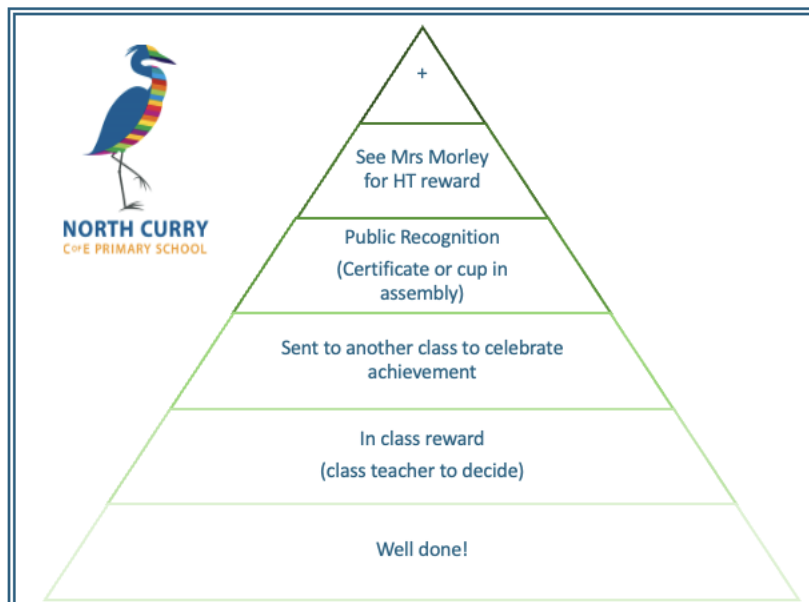 +
See Mrs Morley
for HT reward
NORTH CURRY
C of E PRIMARY SCHOOL
Public Recognition
(Certificate or cup in
assembly)
Sent to another class to celebrate
achievement
In class reward
(class teacher to decide)
Well done!